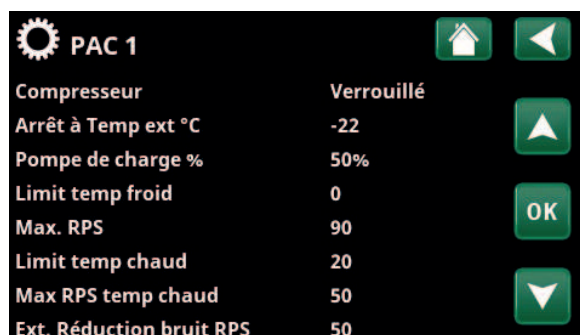 PAC 1
Compresseur Verrouillé
Arrêt à Temp ext °C -22
Pompe de charge % 50%
Limit temp froid 0
Max. RPS 90
OK
Limit temp chaud 20
Max RPS temp chaud 50
Ext. Réduction bruit RPS 50